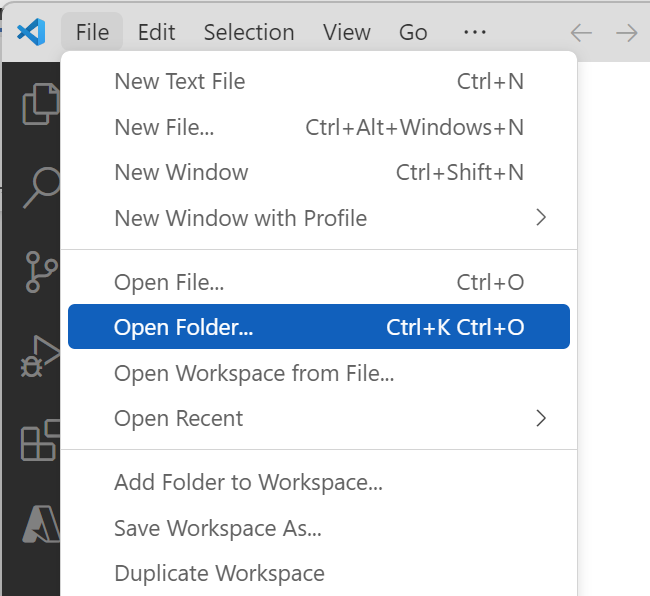 File Edit Selection View Go ...
New Text File Ctrl+N
New File... Ctrl+Alt+Windows+N
New Window Ctrl+Shift+N
New Window with Profile
Open File... Ctrl+O
Open Folder... Ctrl+K Ctrl+O
Open Workspace from File...
Open Recent
Add Folder to Workspace...
Save Workspace As...
Duplicate Workspace